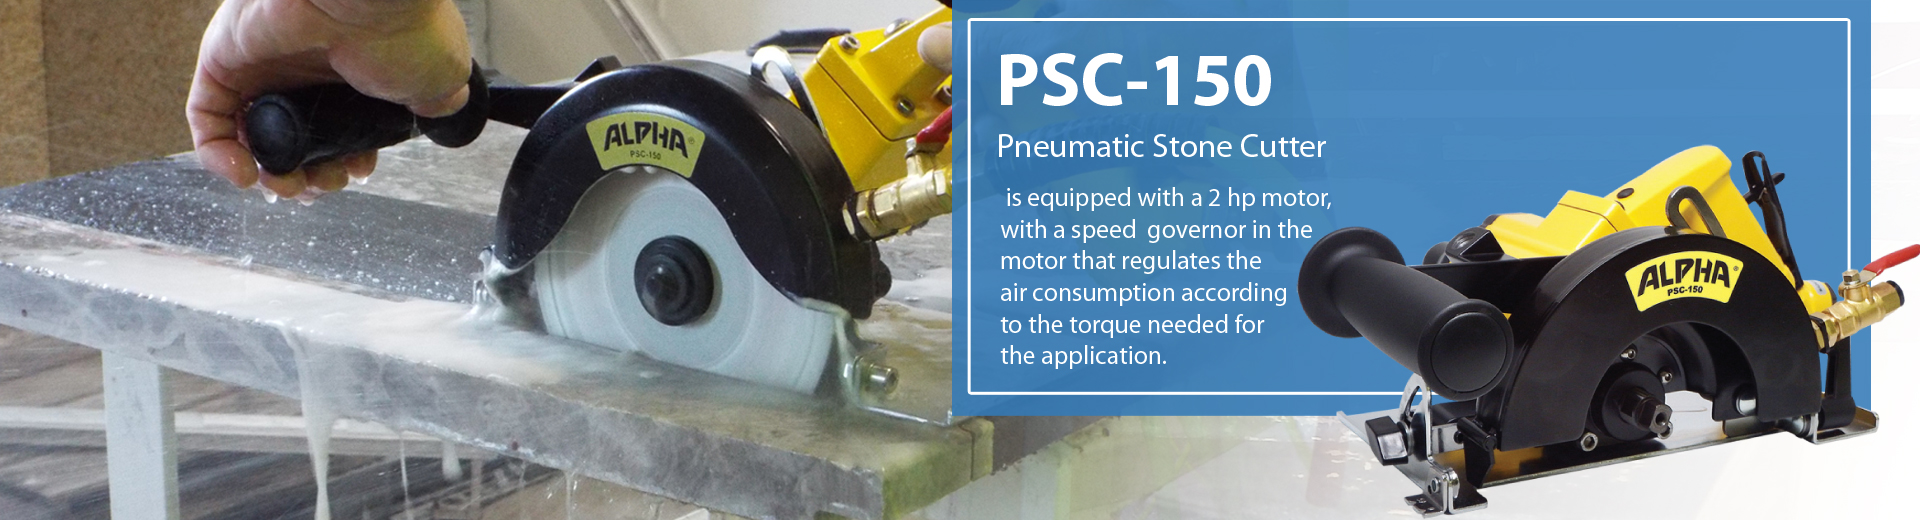 ALPHA®
PSC-150
PSC-150
Pneumatic Stone Cutter
is equipped with a 2 hp motor,
with a speed governor in the
motor that regulates the
air consumption according
to the torque needed for
the application.
ALPHA®
PSC-150